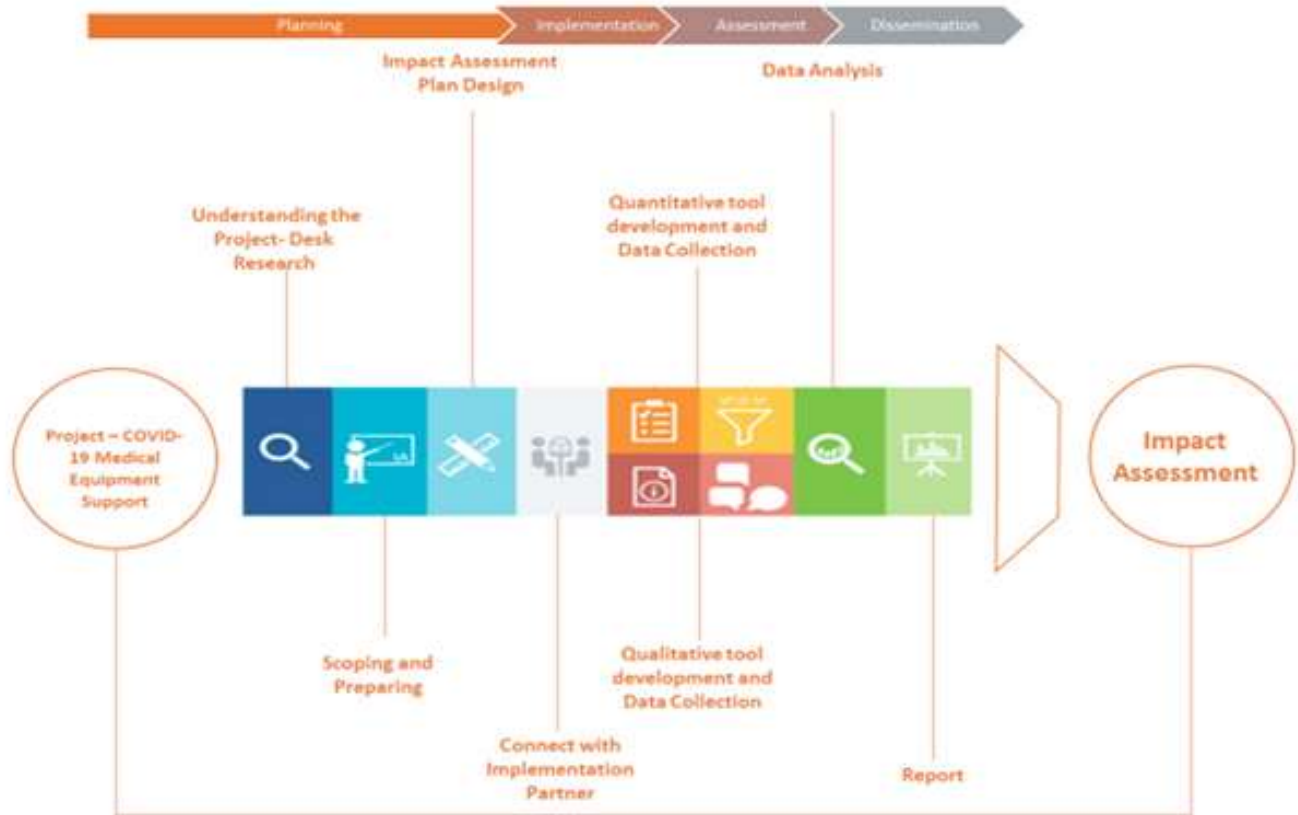 Planning
Implementation
Assessment
Dissemination
Impact Assessment
Plan Design
Data Analysis
Understanding the
Project- Desk
Research
Quantitative tool
development and
Data Collection
Project – COVID-
19 Medical
Equipment
Support
Impact
Assessment
Scoping and
Preparing
Qualitative tool
development and
Data Collection
Connect with
Implementation
Partner
Report